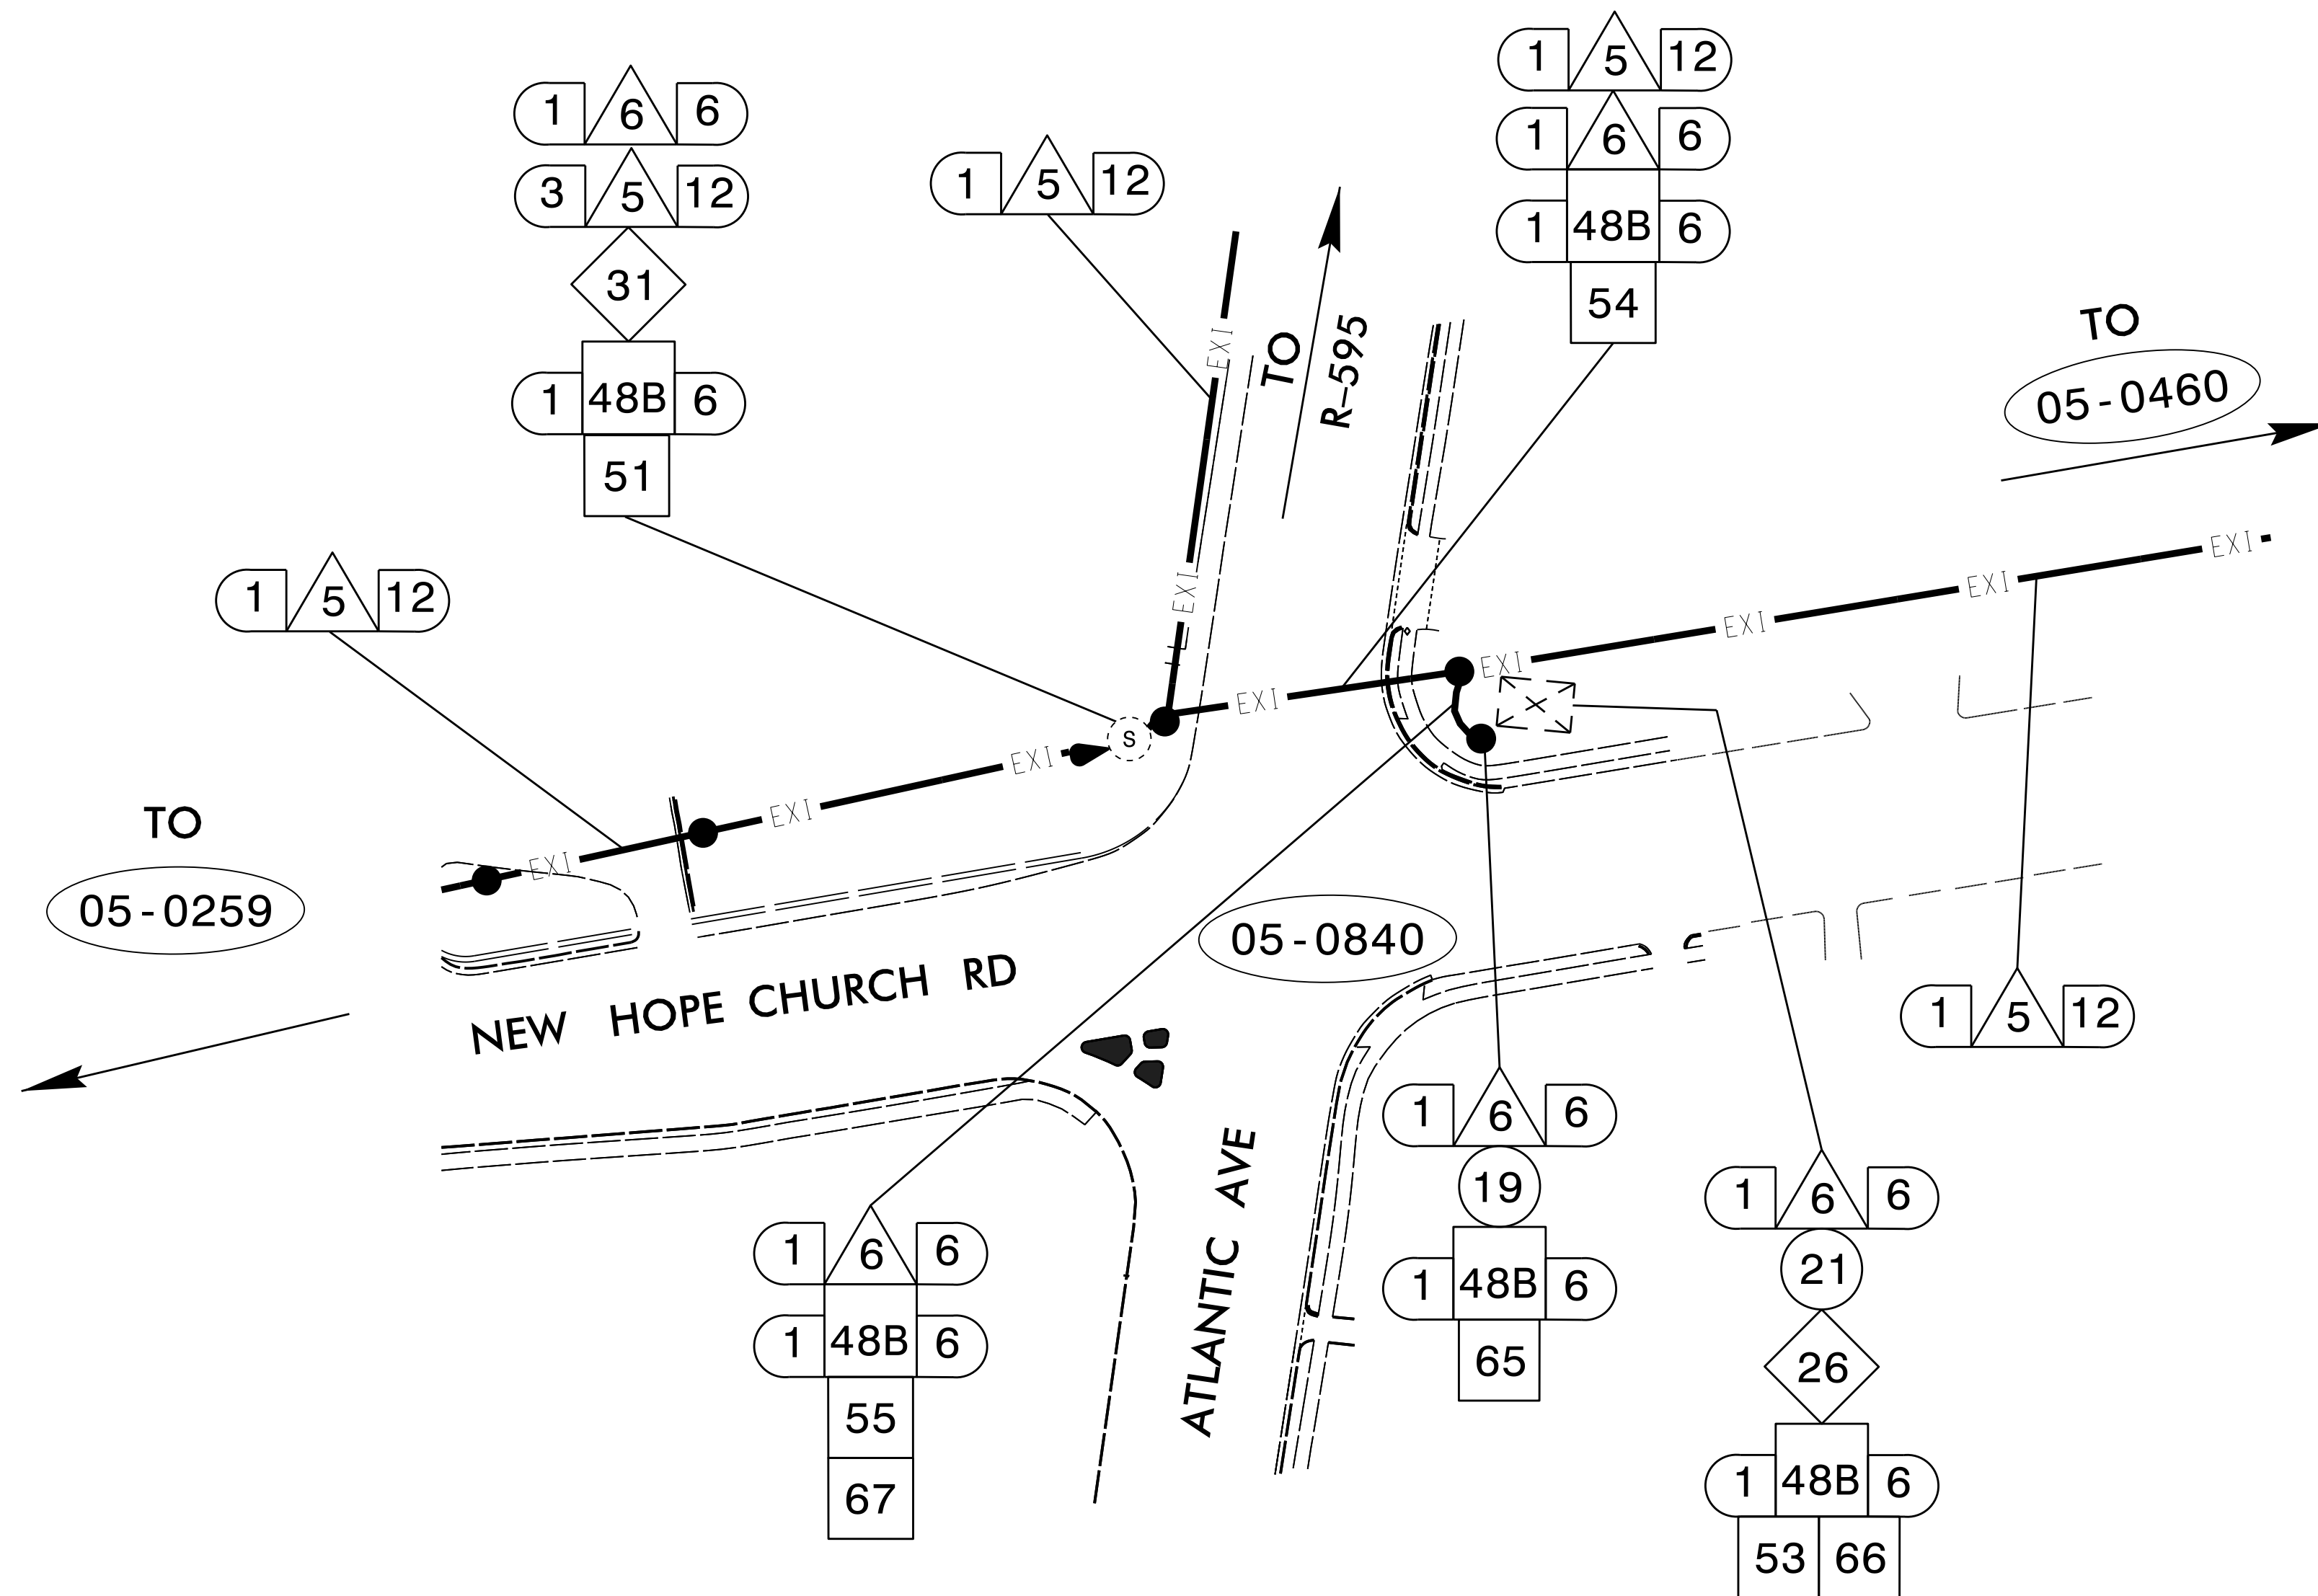 1 5 12
1 6 6
1 48B 6
54
1 6 6
3 5 12
31
1 48B 6
51
1 5 12
TO
R-595
TO
05-0460
EXI
EXI
EXI
EXI
EXI
1 5 12
EXI
EXI
EXI
S
EXI
EXI
TO
05-0259
05-0840
NEW HOPE CHURCH RD
1 5 12
ATLANTIC AVE
1 6 6
19
1 48B 6
65
1 6 6
21
26
1 48B 6
53 66
1 6 6
1 48B 6
55
67